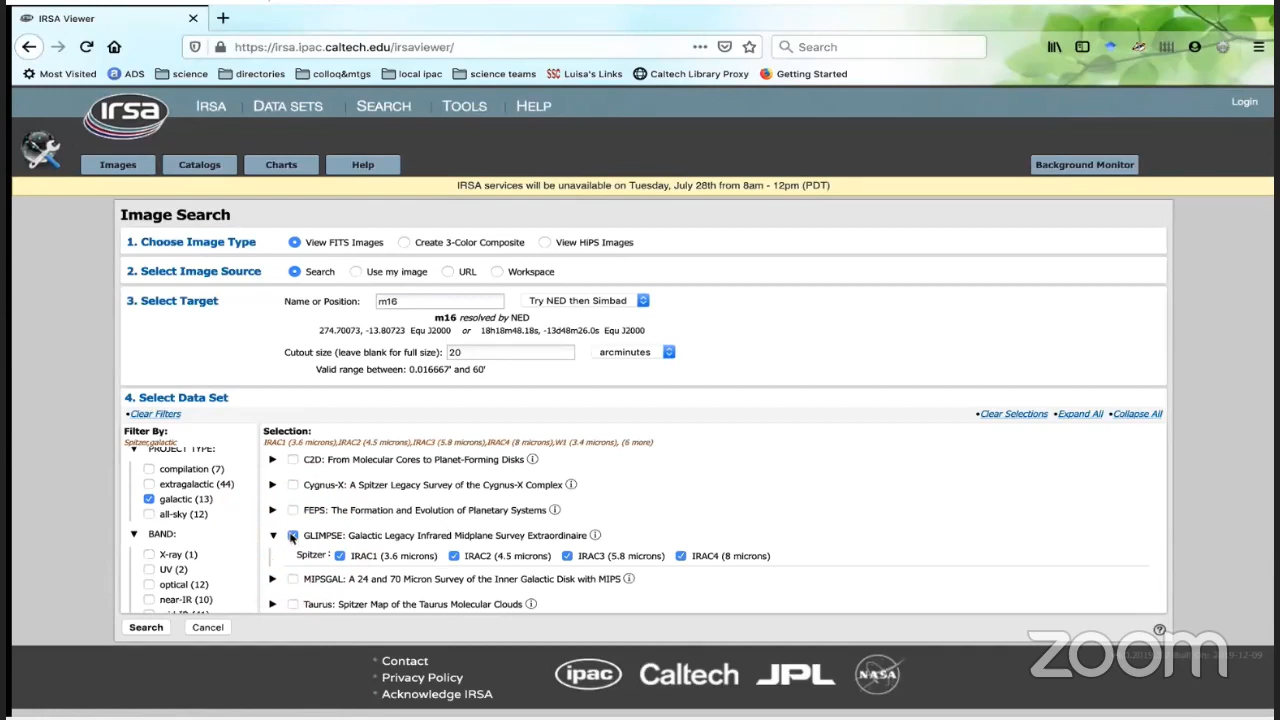 IRSA Viewer
https://irsa.ipac.caltech.edu/irsaviewer/
Search
Most Visited ADS science directories colloq&mtgs local ipac science teams Luisa's Links Caltech Library Proxy Getting Started
irsa IRSA DATA SETS SEARCH TOOLS HELP Login
Images Catalogs Charts Help Background Monitor
IRSA services will be unavailable on Tuesday, July 28th from 8am - 12pm (PDT)
Image Search
1. Choose Image Type View FITS Images Create 3-Color Composite View HiPS Images
2. Select Image Source Search Use my image URL Workspace
3. Select Target Name or Position: m16 Try NED then Simbad
m16 resolved by NED
274.70073, -13.80723 Equ J2000 or 18h18m48.18s, -13d48m26.0s Equ J2000
Cutout size (leave blank for full size): 20 arcminutes
Valid range between: 0.016667' and 60'
4. Select Data Set
•Clear Filters •Clear Selections •Expand All •Collapse All
Filter By: Selection:
Spitzer,galactic IRAC1 (3.6 microns),IRAC2 (4.5 microns),IRAC3 (5.8 microns),IRAC4 (8 microns),W1 (3.4 microns), (6 more)
PROJECT TYPE:
compilation (7)
extragalactic (44)
galactic (13)
all-sky (12)
BAND:
X-ray (1)
UV (2)
optical (12)
near-IR (10)
C2D: From Molecular Cores to Planet-Forming Disks
Cygnus-X: A Spitzer Legacy Survey of the Cygnus-X Complex
FEPS: The Formation and Evolution of Planetary Systems
GLIMPSE: Galactic Legacy Infrared Midplane Survey Extraordinaire
Spitzer: IRAC1 (3.6 microns) IRAC2 (4.5 microns) IRAC3 (5.8 microns) IRAC4 (8 microns)
MIPSGAL: A 24 and 70 Micron Survey of the Inner Galactic Disk with MIPS
Taurus: Spitzer Map of the Taurus Molecular Clouds
Search Cancel
Contact
Privacy Policy
Acknowledge IRSA
ipac Caltech JPL NASA
zoom